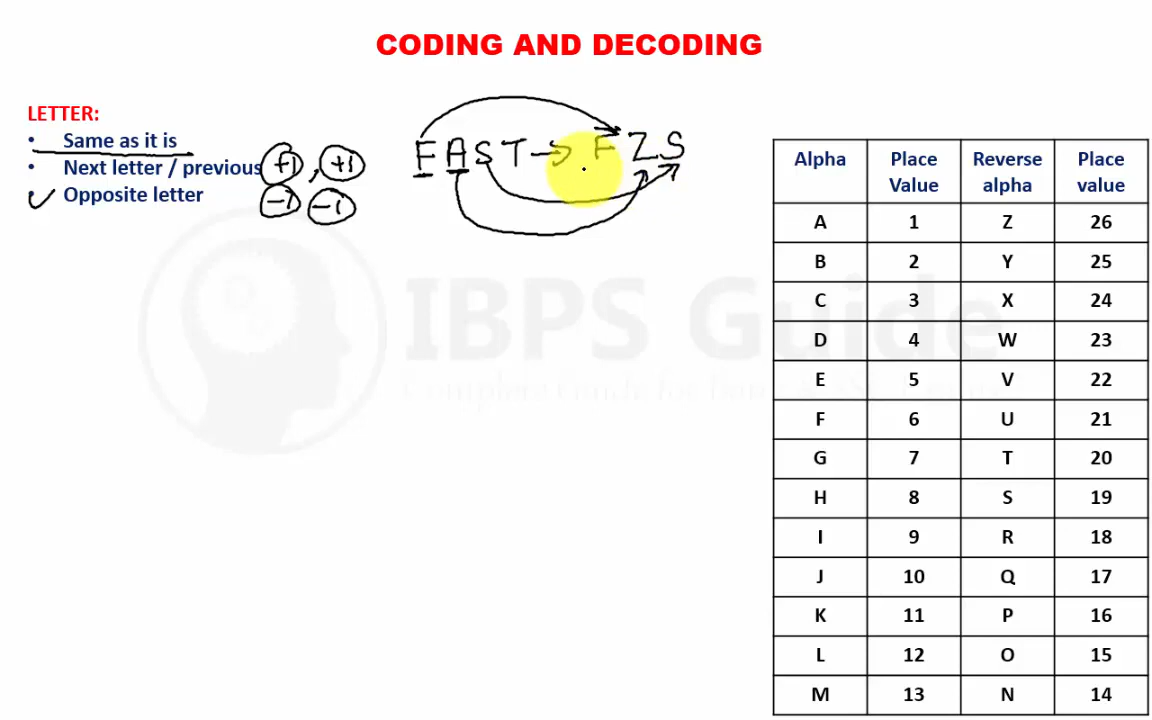 CODING AND DECODING
LETTER:
• Same as it is
• Next letter / previous +1 , +1
• Opposite letter -1 -1
FAST → FZS
IBPS Guide
Alpha Place Value Reverse alpha Place value
A 1 Z 26
B 2 Y 25
C 3 X 24
D 4 W 23
E 5 V 22
F 6 U 21
G 7 T 20
H 8 S 19
I 9 R 18
J 10 Q 17
K 11 P 16
L 12 O 15
M 13 N 14